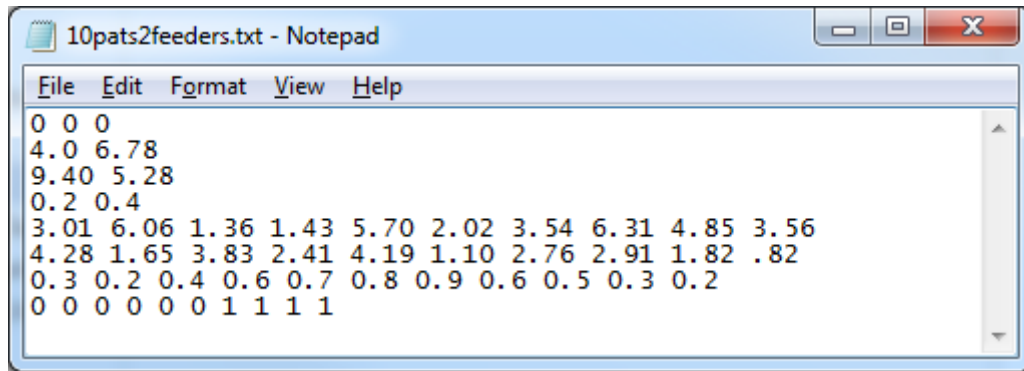 10pats2feeders.txt - Notepad
File Edit Format View Help
0 0 0
4.0 6.78
9.40 5.28
0.2 0.4
3.01 6.06 1.36 1.43 5.70 2.02 3.54 6.31 4.85 3.56
4.28 1.65 3.83 2.41 4.19 1.10 2.76 2.91 1.82 .82
0.3 0.2 0.4 0.6 0.7 0.8 0.9 0.6 0.5 0.3 0.2
0 0 0 0 0 0 1 1 1 1